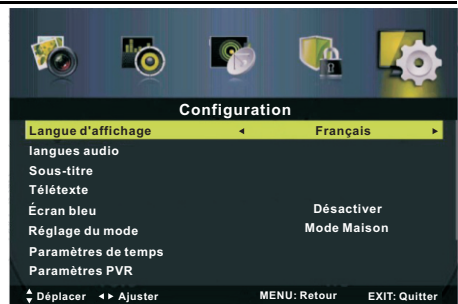 Configuration
Langue d'affichage ◂ Français ▸
langues audio
Sous-titre
Télétexte
Écran bleu Désactiver
Réglage du mode Mode Maison
Paramètres de temps
Paramètres PVR
Déplacer ◂▸ Ajuster MENU: Retour EXIT: Quitter